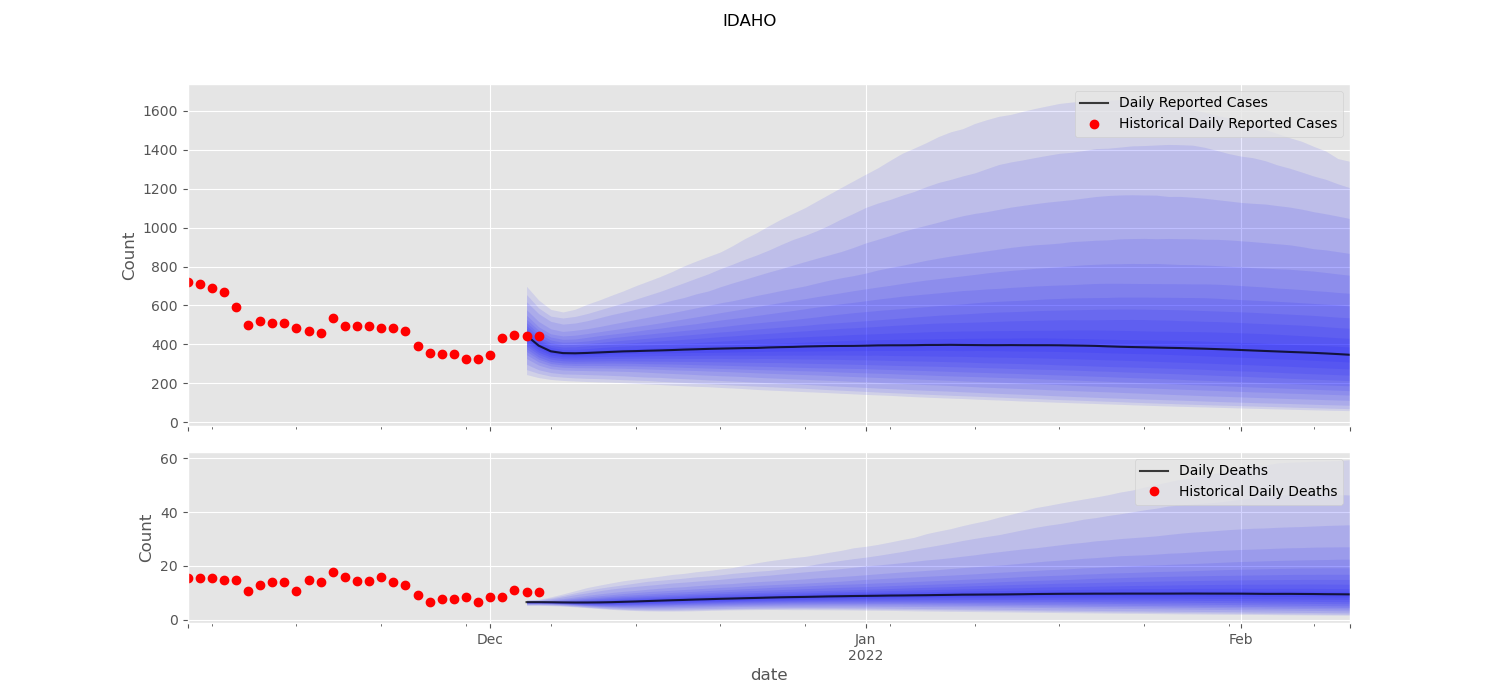 IDAHO
Daily Reported Cases
Historical Daily Reported Cases
1600
1400
1200
1000
800
600
400
200
0
Count
Daily Deaths
Historical Daily Deaths
60
40
20
0
Count
Dec
Jan
2022
Feb
date